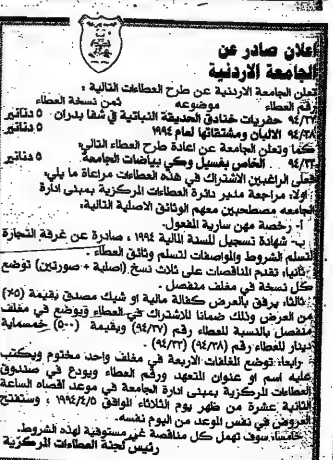 إعلان صادر عن
الجامعة الاردنية
تعلن الجامعة الاردنية عن طرح العطاءات التالية :
رقم العطاء موضوعه ثمن نسخة العطاء
٩٤/٣٧ حفريات خنادق الحديقة النباتية في شفا بدران ٥ دنانير
٩٤/٣٨ الالبان ومشتقاتها لعام ١٩٩٤ ٥ دنانير
كما وتعلن الجامعة عن اعادة طرح العطاء التالي:
٩٤/٣٣ الخاص بغسيل وكي بياضات الجامعة ٥ دنانير
فعلى الراغبين الاشتراك في هذه العطاءات مراعاة ما يلي:
اولا: مراجعة مدير دائرة العطاءات المركزية بمبنى ادارة
الجامعة مصطحبين معهم الوثائق الاصلية التالية:
أ- رخصة مهن سارية المفعول.
ب- شهادة تسجيل للسنة المالية ١٩٩٤ صادرة عن غرفة التجارة
لتسلم الشروط والمواصفات لتسلم وثائق العطاء .
ثانيا: تقدم المناقصات على ثلاث نسخ (اصلية + صورتين) توضع
كل نسخة في مغلف منفصل .
ثالثا: يرفق بالعرض كفالة مالية او شيك مصدق بقيمة (٥٪)
من العرض وذلك ضمانا للاشتراك في العطاء ويوضع في مغلف
منفصل بالنسبة للعطاء رقم (٩٤/٣٧) وبقيمة (٥٠٠) خمسماية
دينار للعطاء رقم (٩٤/٣٨) (٩٤/٣٣)
رابعا: توضع المغلفات الاربعة في مغلف واحد مختوم ويكتب
عليه اسم او عنوان المتعهد ورقم العطاء ويودع في صندوق
العطاءات المركزية بمبنى ادارة الجامعة في موعد اقصاه الساعة
الثانية عشرة من ظهر يوم الثلاثاء الموافق ١٩٩٤/٤/٥ وستفتح
العروض في نفس الموعد من اليوم نفسه.
خامسا: سوف تهمل كل مناقصة غير مستوفية لهذه الشروط.
رئيس لجنة العطاءات المركزية